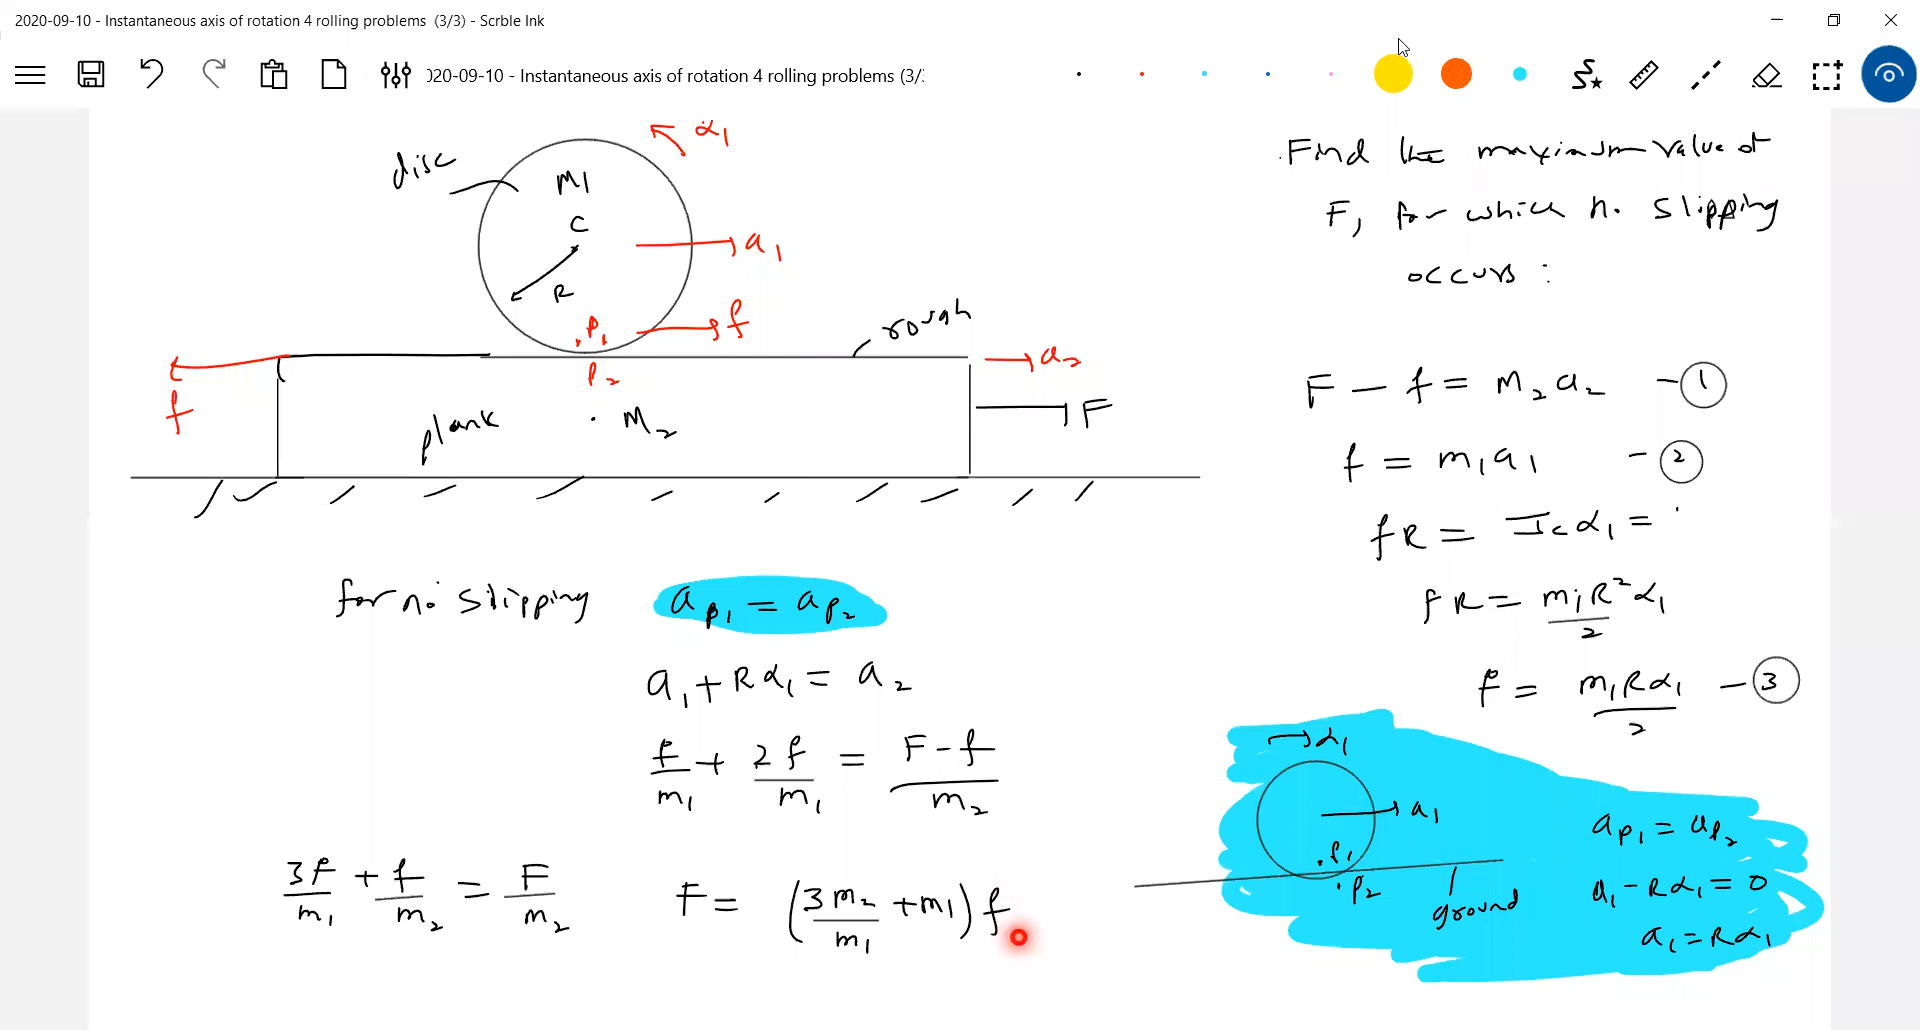 2020-09-10 - Instantaneous axis of rotation 4 rolling problems (3/3) - Scrble Ink
020-09-10 - Instantaneous axis of rotation 4 rolling problems (3/
disc
m1
C
R
α1
a1
P1
f
rough
P2
a2
f
plank
M2
F
Find the maximum value of
F, for which no slipping
occurs :
F - f = m2a2 - ①
f = m1a1 - ②
fR = Icα1 =
fR = m1R²α1 / 2
f = m1Rα1 / 2 - ③
for no slipping aP1 = aP2
a1 + Rα1 = a2
f/m1 + 2f/m1 = (F - f)/m2
3f/m1 + f/m2 = F/m2
F = (3m2/m1 + m1) f
α1
a1
P1
P2
ground
aP1 = aP2
a1 - Rα1 = 0
a1 = Rα1